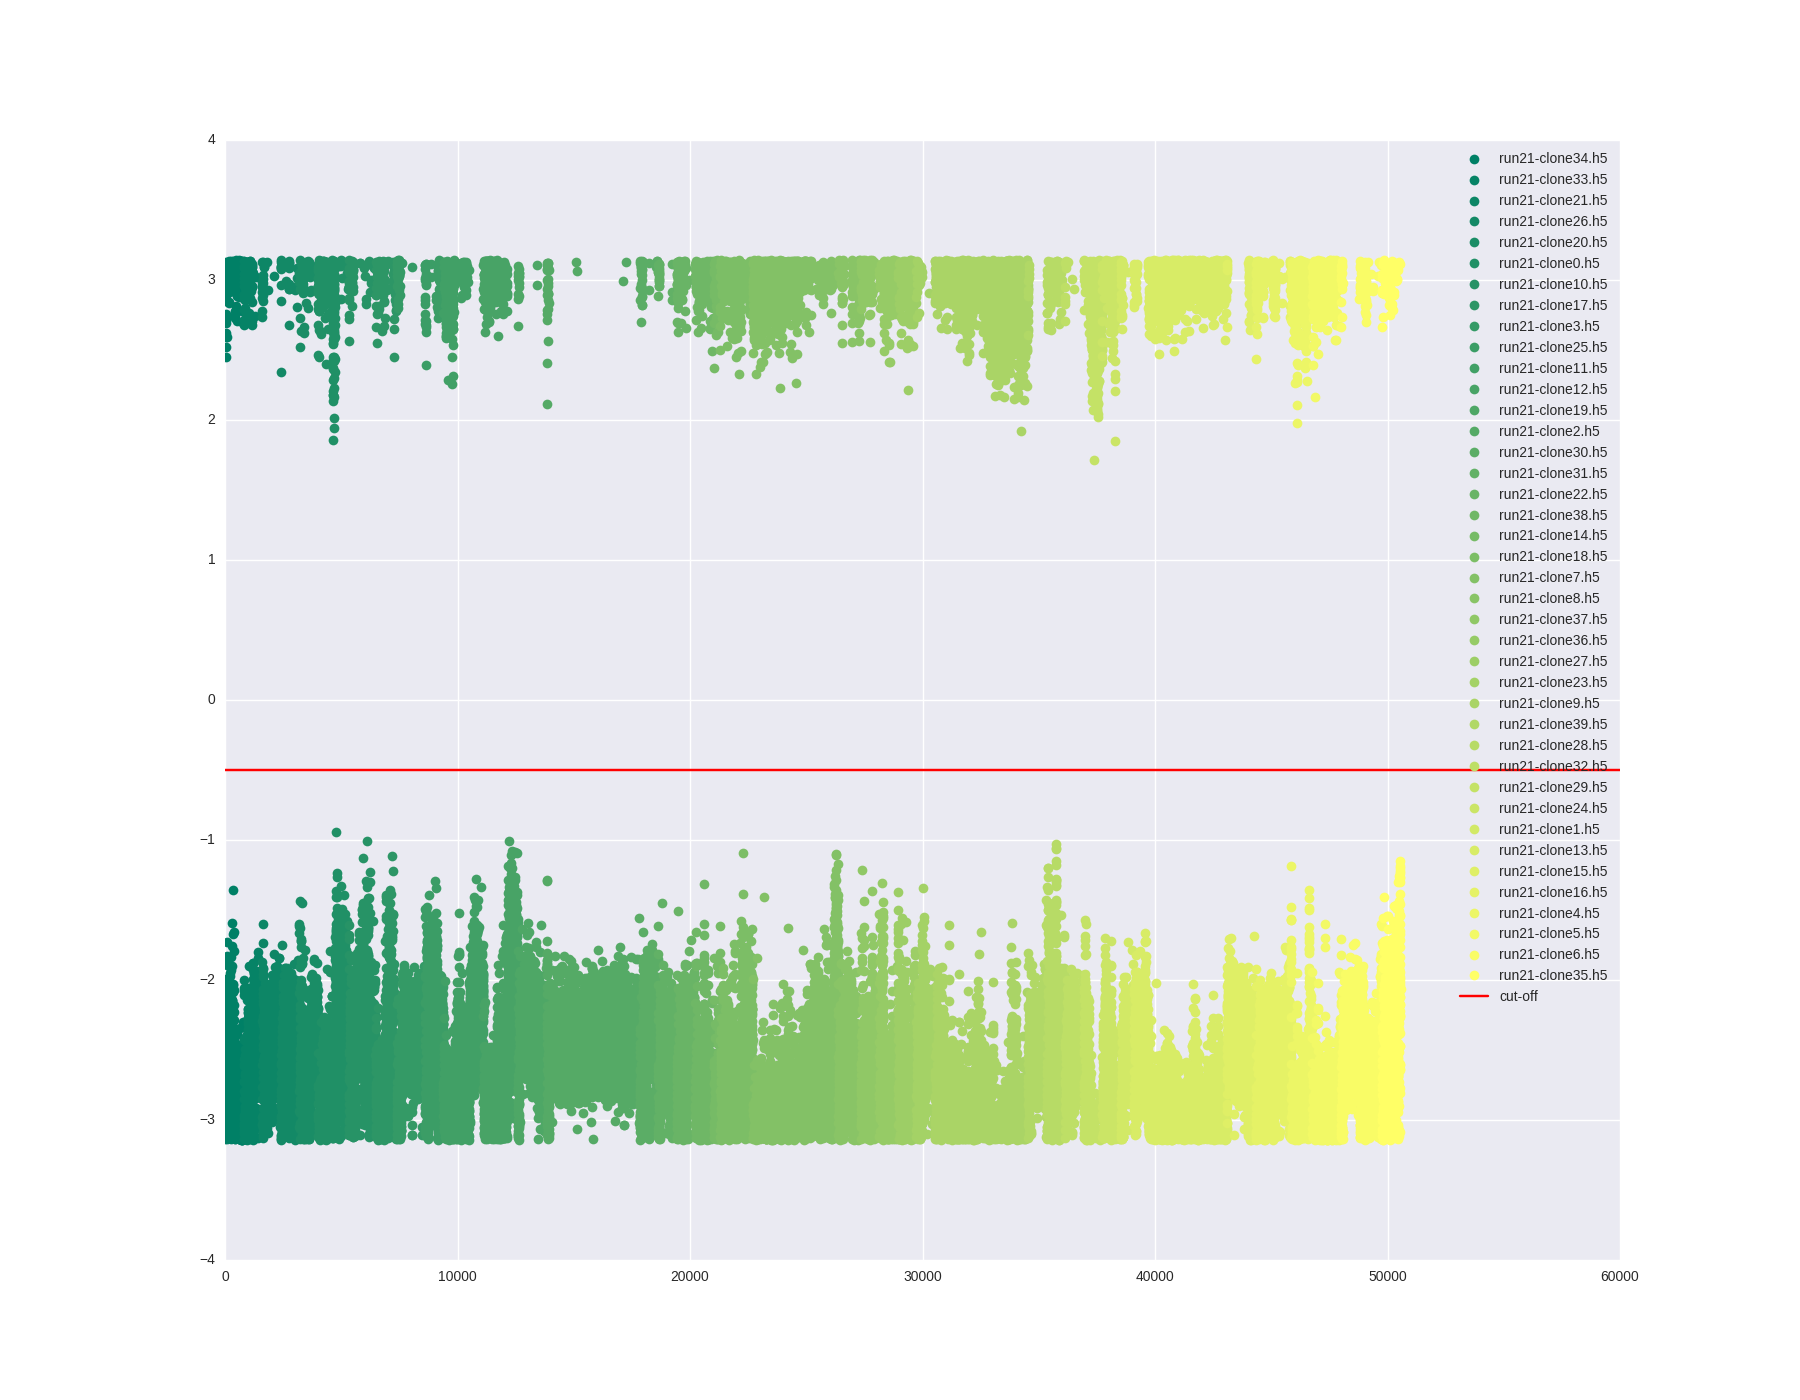 4
3
2
1
0
−1
−2
−3
−4
0
10000
20000
30000
40000
50000
60000
run21-clone34.h5
run21-clone33.h5
run21-clone21.h5
run21-clone26.h5
run21-clone20.h5
run21-clone0.h5
run21-clone10.h5
run21-clone17.h5
run21-clone3.h5
run21-clone25.h5
run21-clone11.h5
run21-clone12.h5
run21-clone19.h5
run21-clone2.h5
run21-clone30.h5
run21-clone31.h5
run21-clone22.h5
run21-clone38.h5
run21-clone14.h5
run21-clone18.h5
run21-clone7.h5
run21-clone8.h5
run21-clone37.h5
run21-clone36.h5
run21-clone27.h5
run21-clone23.h5
run21-clone9.h5
run21-clone39.h5
run21-clone28.h5
run21-clone32.h5
run21-clone29.h5
run21-clone24.h5
run21-clone1.h5
run21-clone13.h5
run21-clone15.h5
run21-clone16.h5
run21-clone4.h5
run21-clone5.h5
run21-clone6.h5
run21-clone35.h5
cut-off